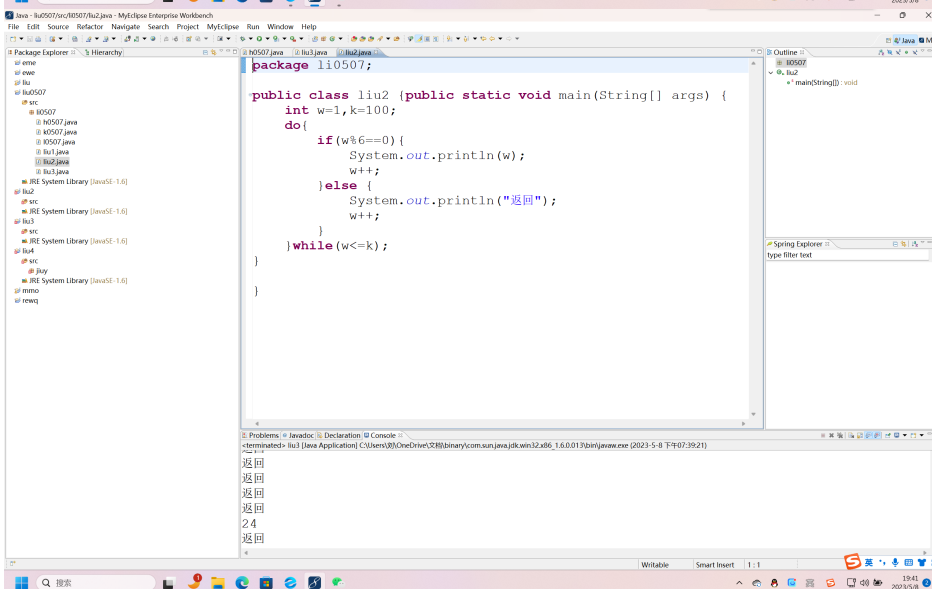 2023/5/8
Java - liu0507/src/li0507/liu2.java - MyEclipse Enterprise Workbench
File Edit Source Refactor Navigate Search Project MyEclipse Run Window Help
Java
Package Explorer Hierarchy
h0507.java liu3.java liu2.java
Outline
eme
ewe
liu
liu0507
src
li0507
h0507.java
k0507.java
l0507.java
liu1.java
liu2.java
liu3.java
JRE System Library [JavaSE-1.6]
liu2
src
JRE System Library [JavaSE-1.6]
liu3
src
JRE System Library [JavaSE-1.6]
liu4
src
jiuy
JRE System Library [JavaSE-1.6]
mmo
rewq
package li0507;
public class liu2 {public static void main(String[] args) {
int w=1,k=100;
do{
if(w%6==0){
System.out.println(w);
w++;
}else {
System.out.println("返回");
w++;
}
}while(w<=k);
}
}
li0507
liu2
main(String[]) : void
Spring Explorer
type filter text
Problems Javadoc Declaration Console
<terminated> liu3 [Java Application] C:\Users\刘\OneDrive\文档\binary\com.sun.java.jdk.win32.x86_1.6.0.013\bin\javaw.exe (2023-5-8 下午07:39:21)
返回
返回
返回
返回
24
返回
Writable Smart Insert 1 : 1
英
搜索
19:41
2023/5/8